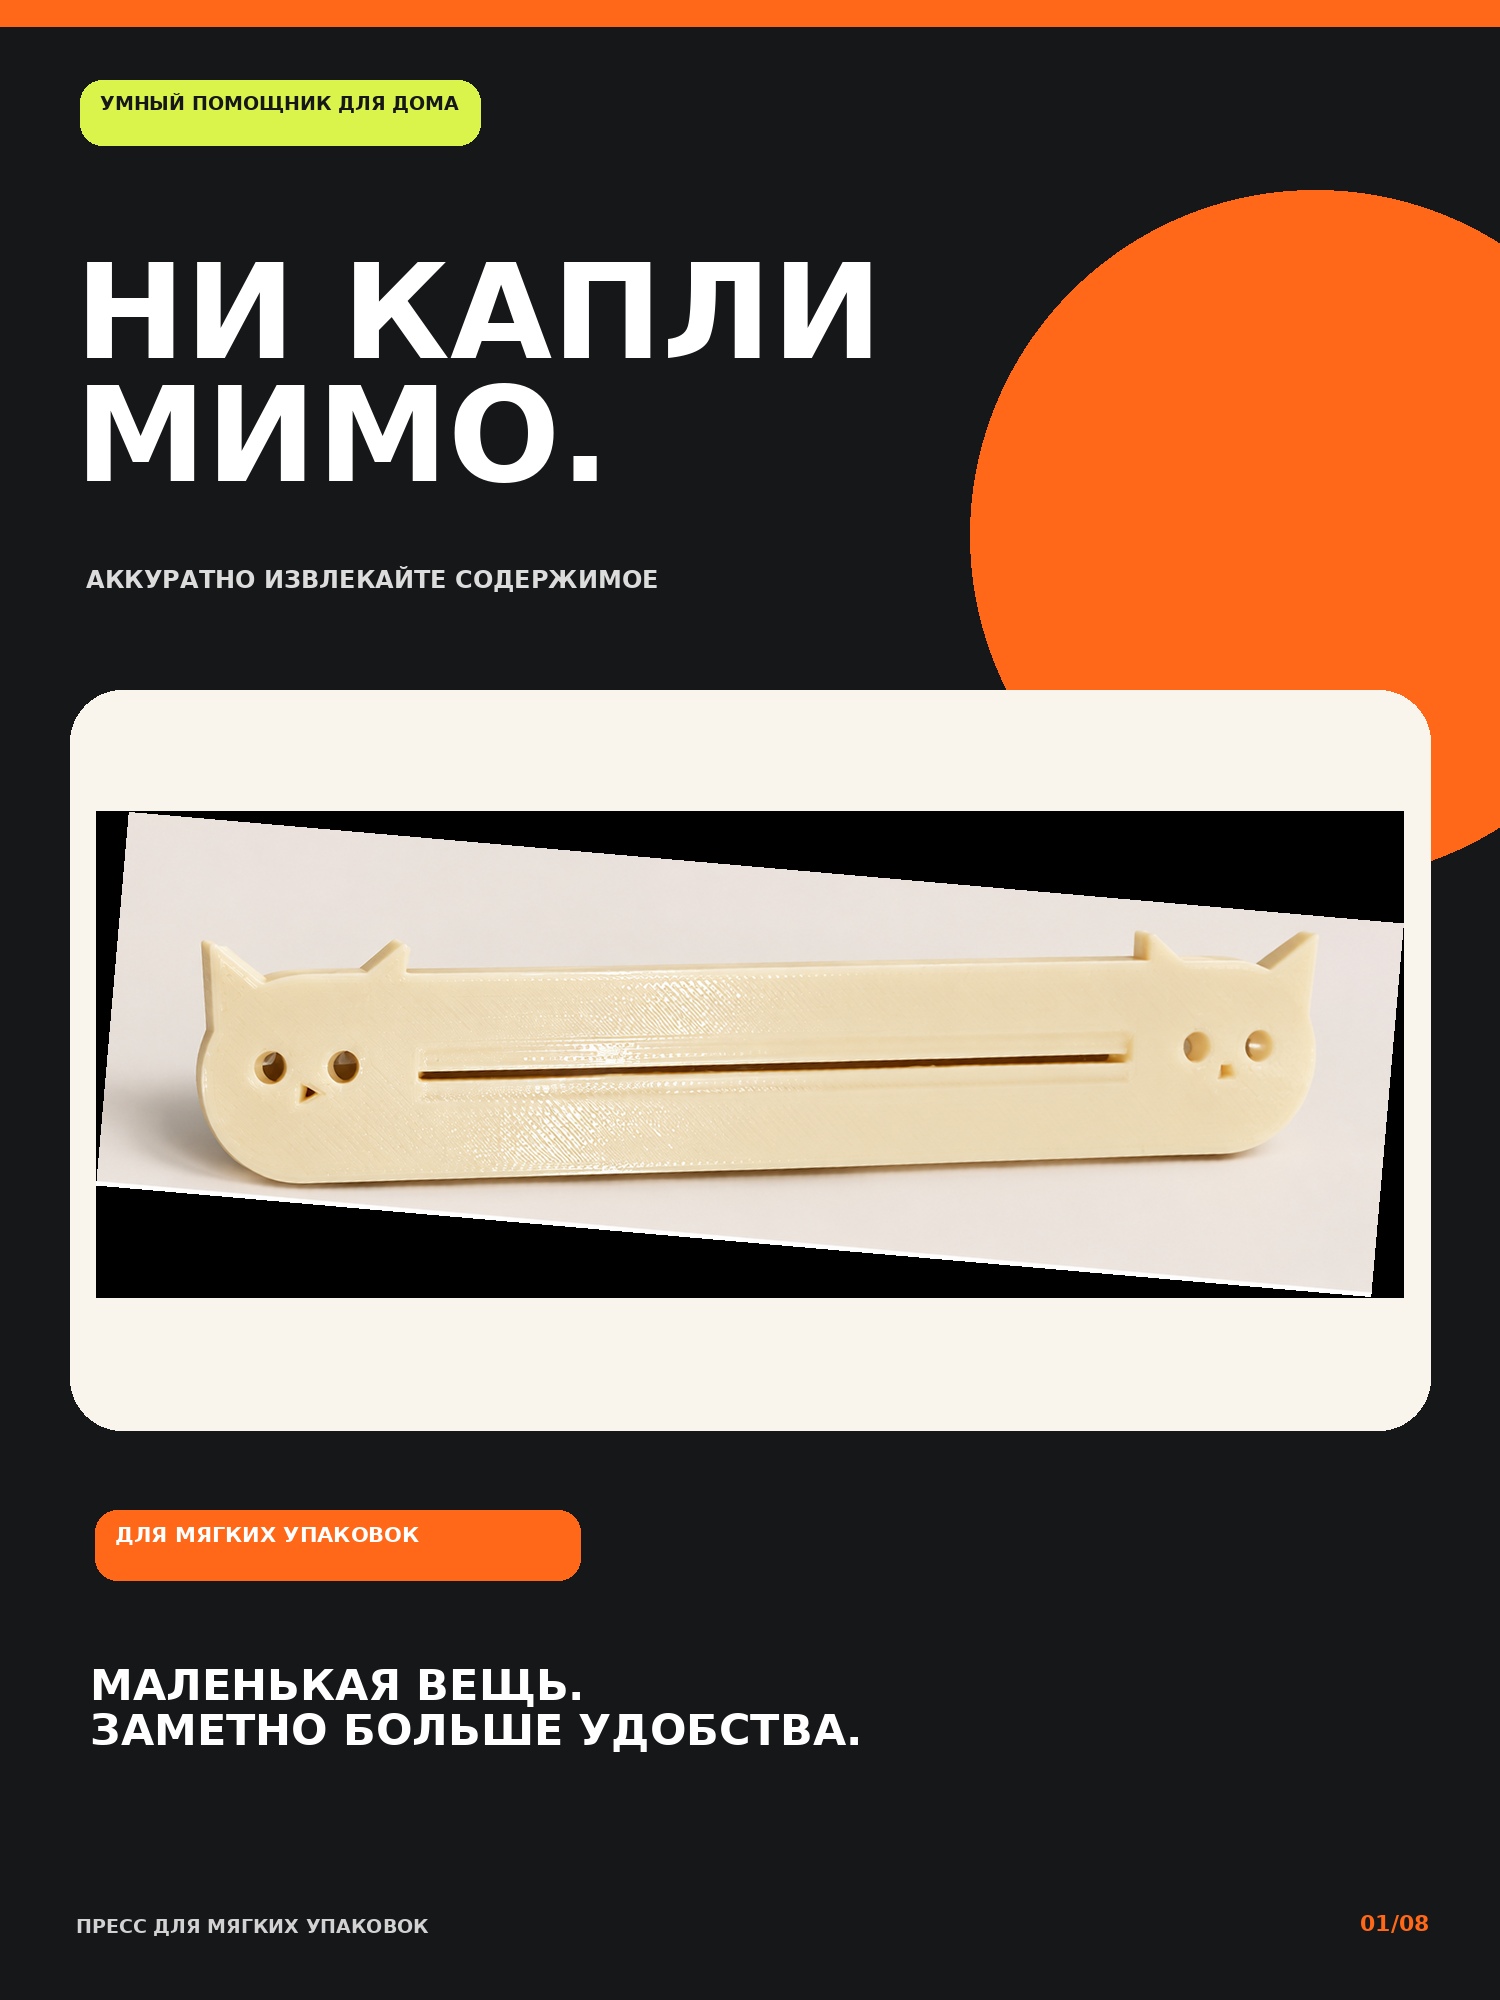 УМНЫЙ ПОМОЩНИК ДЛЯ ДОМА
НИ КАПЛИ
МИМО.
АККУРАТНО ИЗВЛЕКАЙТЕ СОДЕРЖИМОЕ
ДЛЯ МЯГКИХ УПАКОВОК
МАЛЕНЬКАЯ ВЕЩЬ.
ЗАМЕТНО БОЛЬШЕ УДОБСТВА.
ПРЕСС ДЛЯ МЯГКИХ УПАКОВОК
01/08